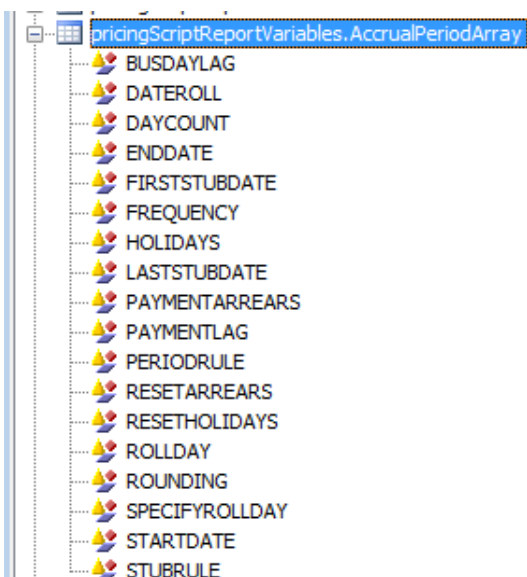 pricingScriptReportVariables.AccrualPeriodArray
BUSDAYLAG
DATEROLL
DAYCOUNT
ENDDATE
FIRSTSTUBDATE
FREQUENCY
HOLIDAYS
LASTSTUBDATE
PAYMENTARREARS
PAYMENTLAG
PERIODRULE
RESETARREARS
RESETHOLIDAYS
ROLLDAY
ROUNDING
SPECIFYROLLDAY
STARTDATE
STUBRULE